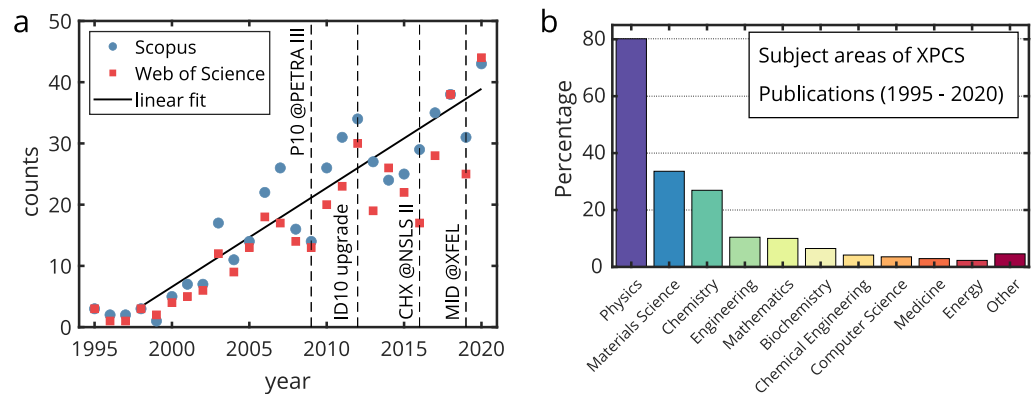 a
50
40
30
20
10
0
counts
Scopus
Web of Science
linear fit
P10 @PETRA III
ID10 upgrade
CHX @NSLS II
MID @XFEL
1995 2000 2005 2010 2015 2020
year
b
80
60
40
20
0
Percentage
Subject areas of XPCS
Publications (1995 - 2020)
Physics
Materials Science
Chemistry
Engineering
Mathematics
Biochemistry
Chemical Engineering
Computer Science
Medicine
Energy
Other